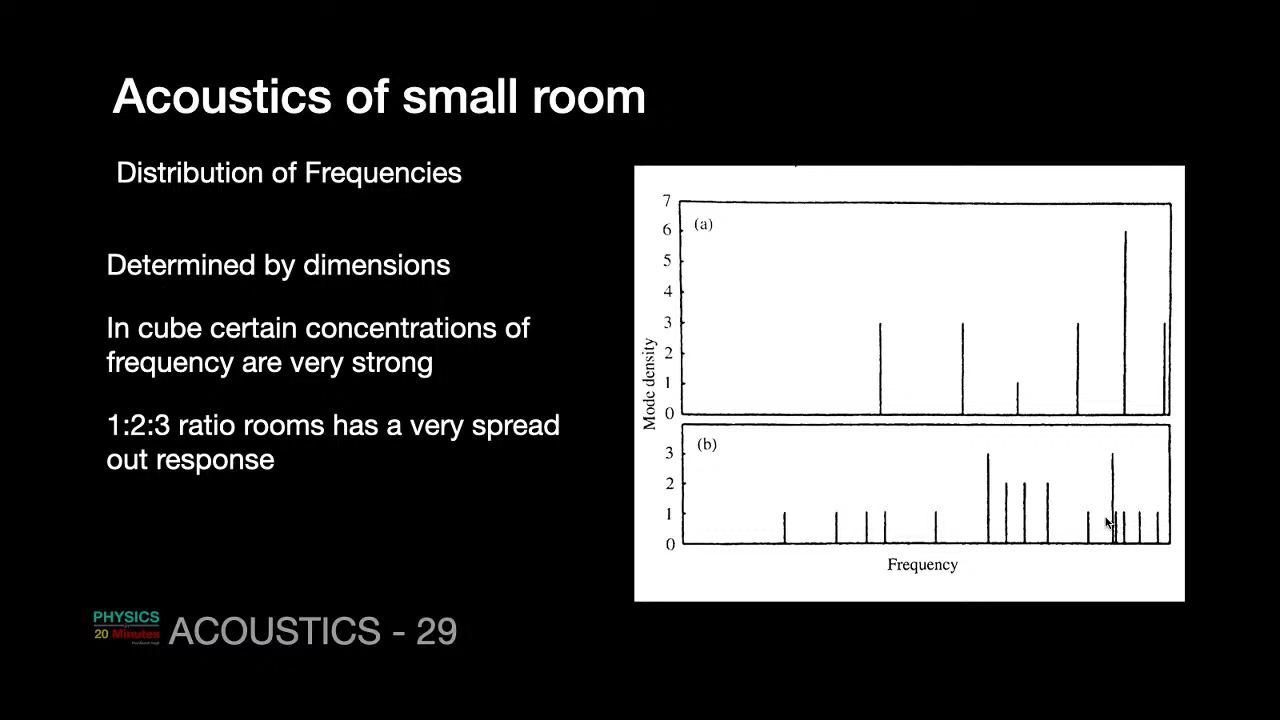 Acoustics of small room
Distribution of Frequencies
Determined by dimensions
In cube certain concentrations of
frequency are very strong
1:2:3 ratio rooms has a very spread
out response
7
6
5
4
3
2
1
0
(a)
Mode density
(b)
3
2
1
0
Frequency
PHYSICS
20 Minutes
ACOUSTICS - 29